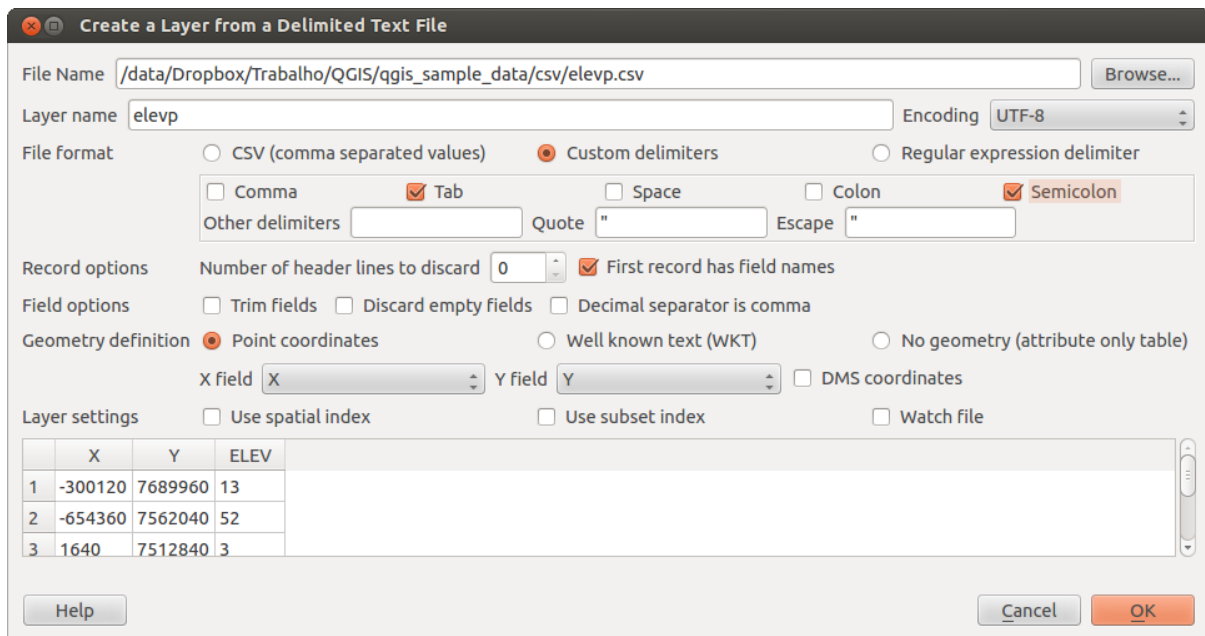 Create a Layer from a Delimited Text File
File Name /data/Dropbox/Trabalho/QGIS/qgis_sample_data/csv/elevp.csv Browse...
Layer name elevp Encoding UTF-8
File format CSV (comma separated values) Custom delimiters Regular expression delimiter
Comma Tab Space Colon Semicolon
Other delimiters Quote " Escape "
Record options Number of header lines to discard 0 First record has field names
Field options Trim fields Discard empty fields Decimal separator is comma
Geometry definition Point coordinates Well known text (WKT) No geometry (attribute only table)
X field X Y field Y DMS coordinates
Layer settings Use spatial index Use subset index Watch file
X Y ELEV
1 -300120 7689960 13
2 -654360 7562040 52
3 1640 7512840 3
Help Cancel OK